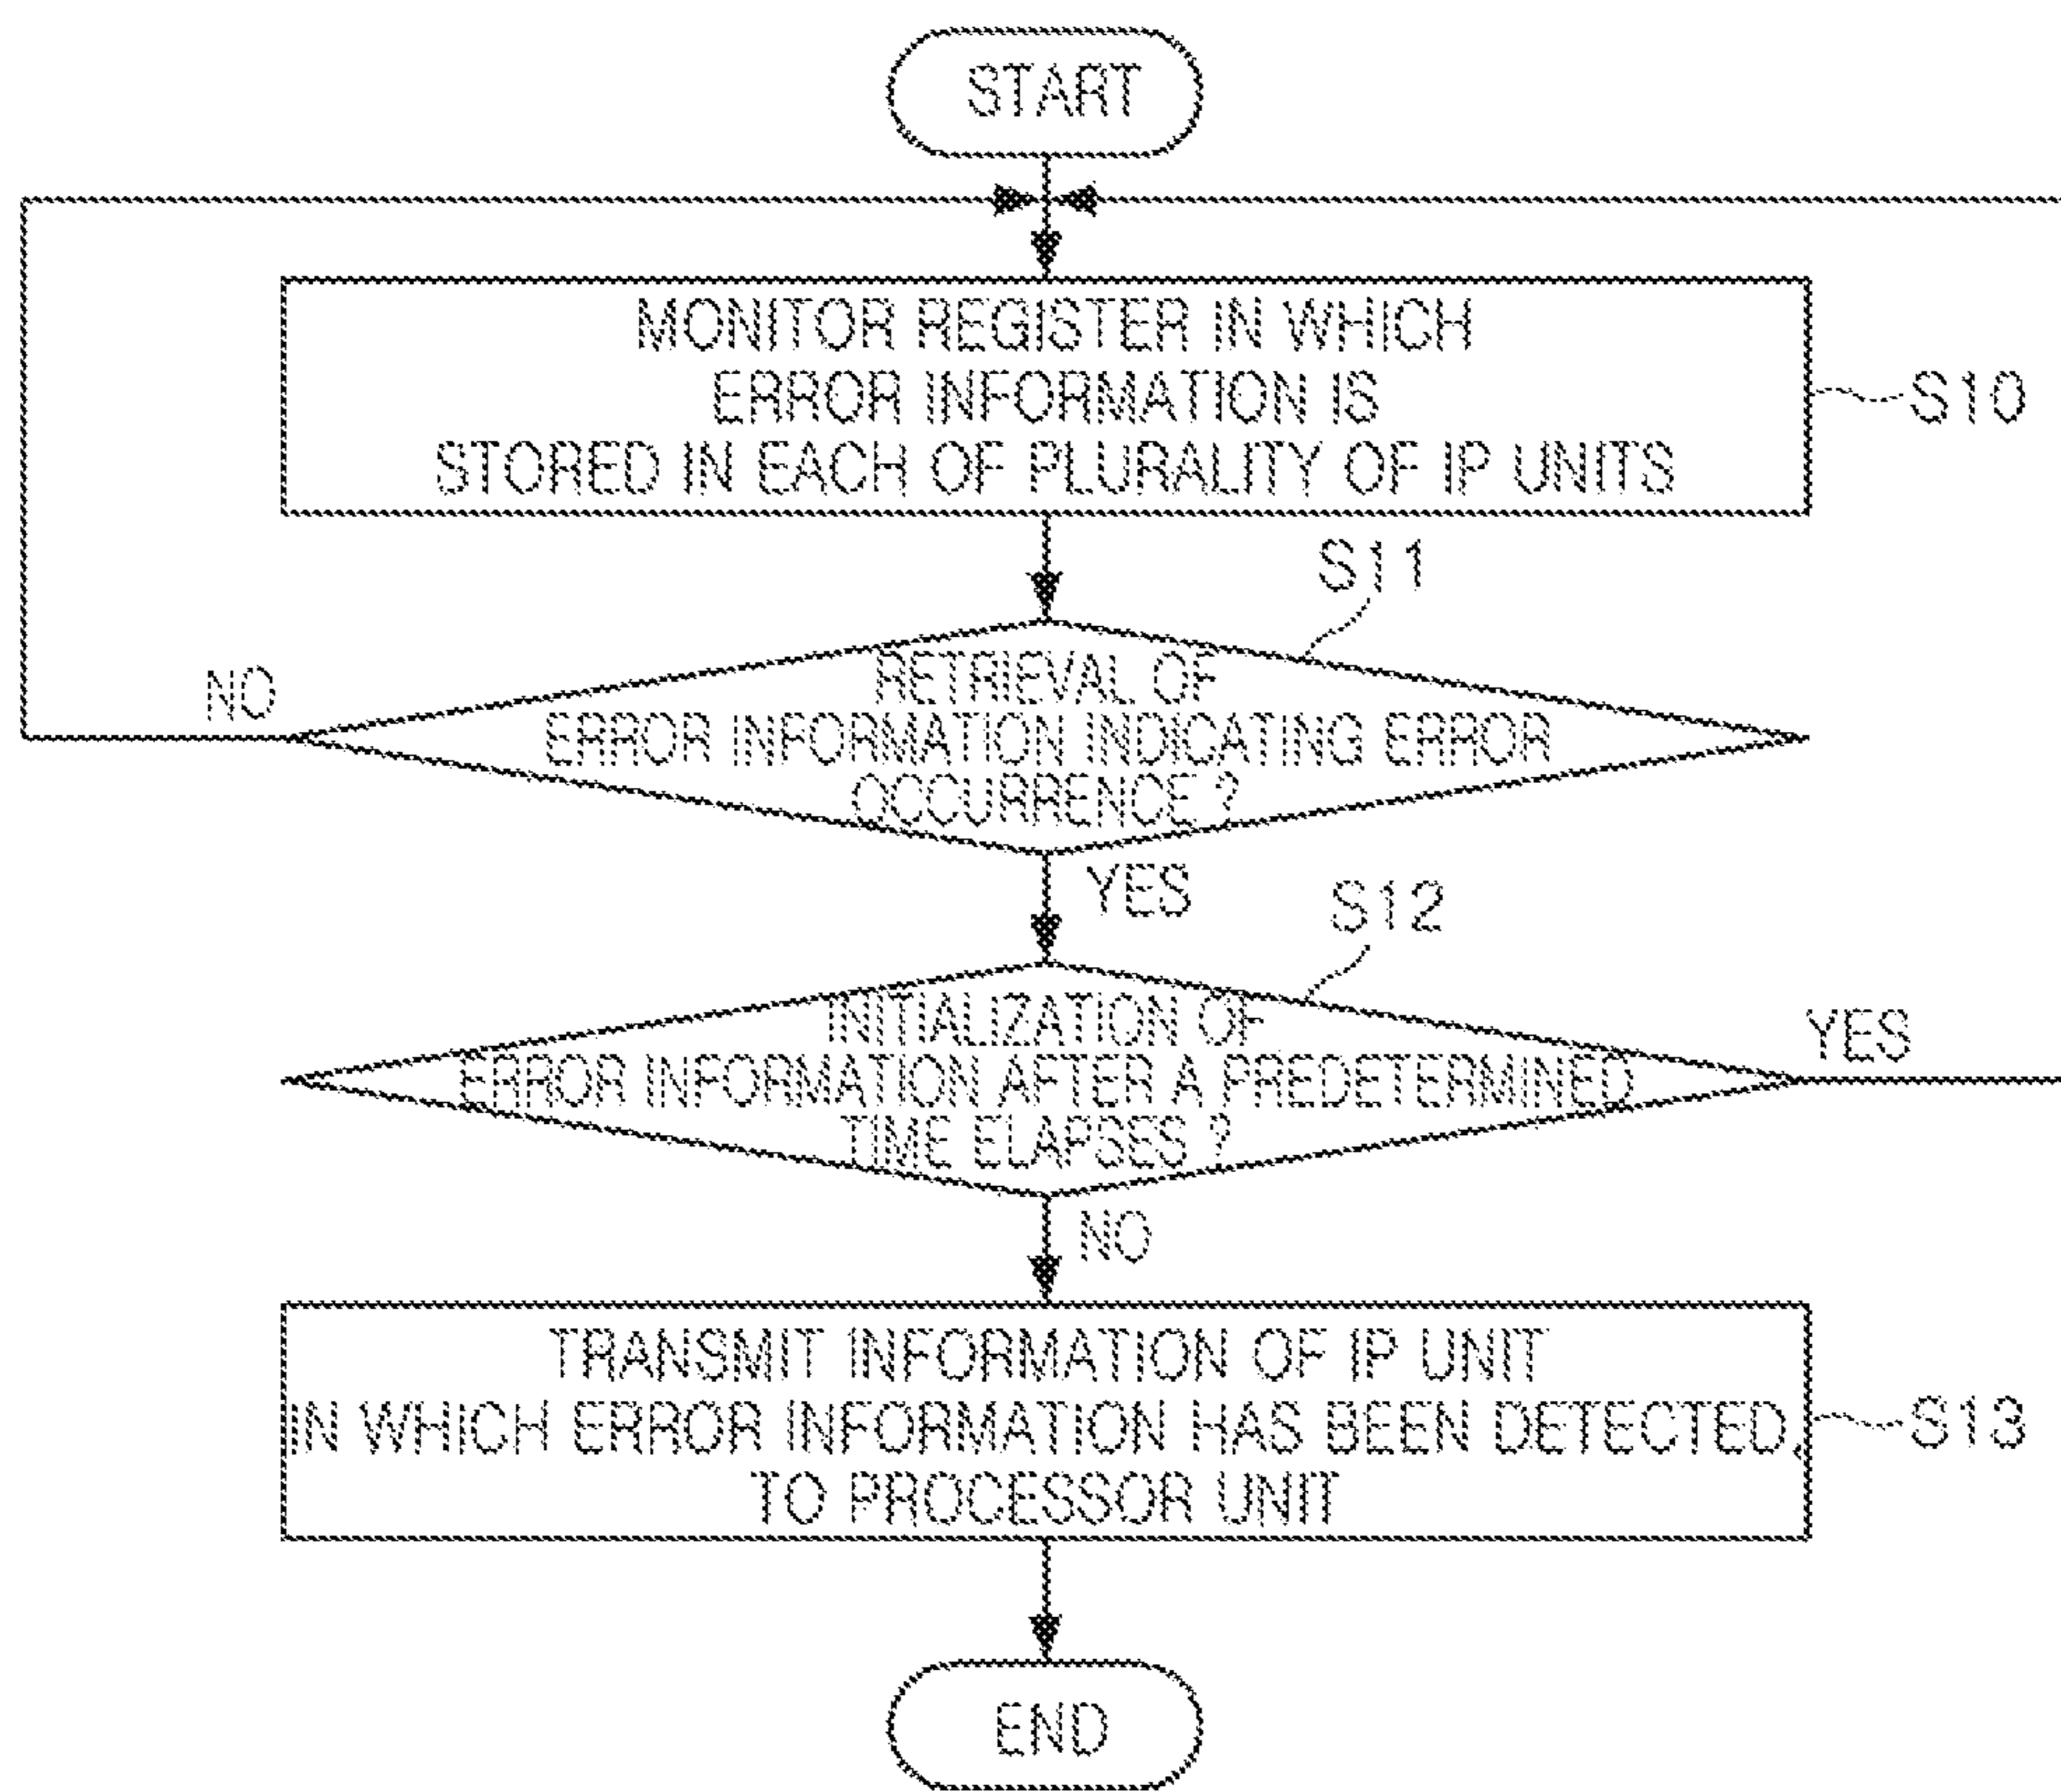 START
MONITOR REGISTER IN WHICH
ERROR INFORMATION IS
STORED IN EACH OF PLURALITY OF IP UNITS
S10
S11
RETRIEVAL OF
ERROR INFORMATION INDICATING ERROR
OCCURRENCE ?
NO
YES
S12
INITIALIZATION OF
ERROR INFORMATION AFTER A PREDETERMINED
TIME ELAPSES ?
YES
NO
TRANSMIT INFORMATION OF IP UNIT
IN WHICH ERROR INFORMATION HAS BEEN DETECTED,
TO PROCESSOR UNIT
S13
END